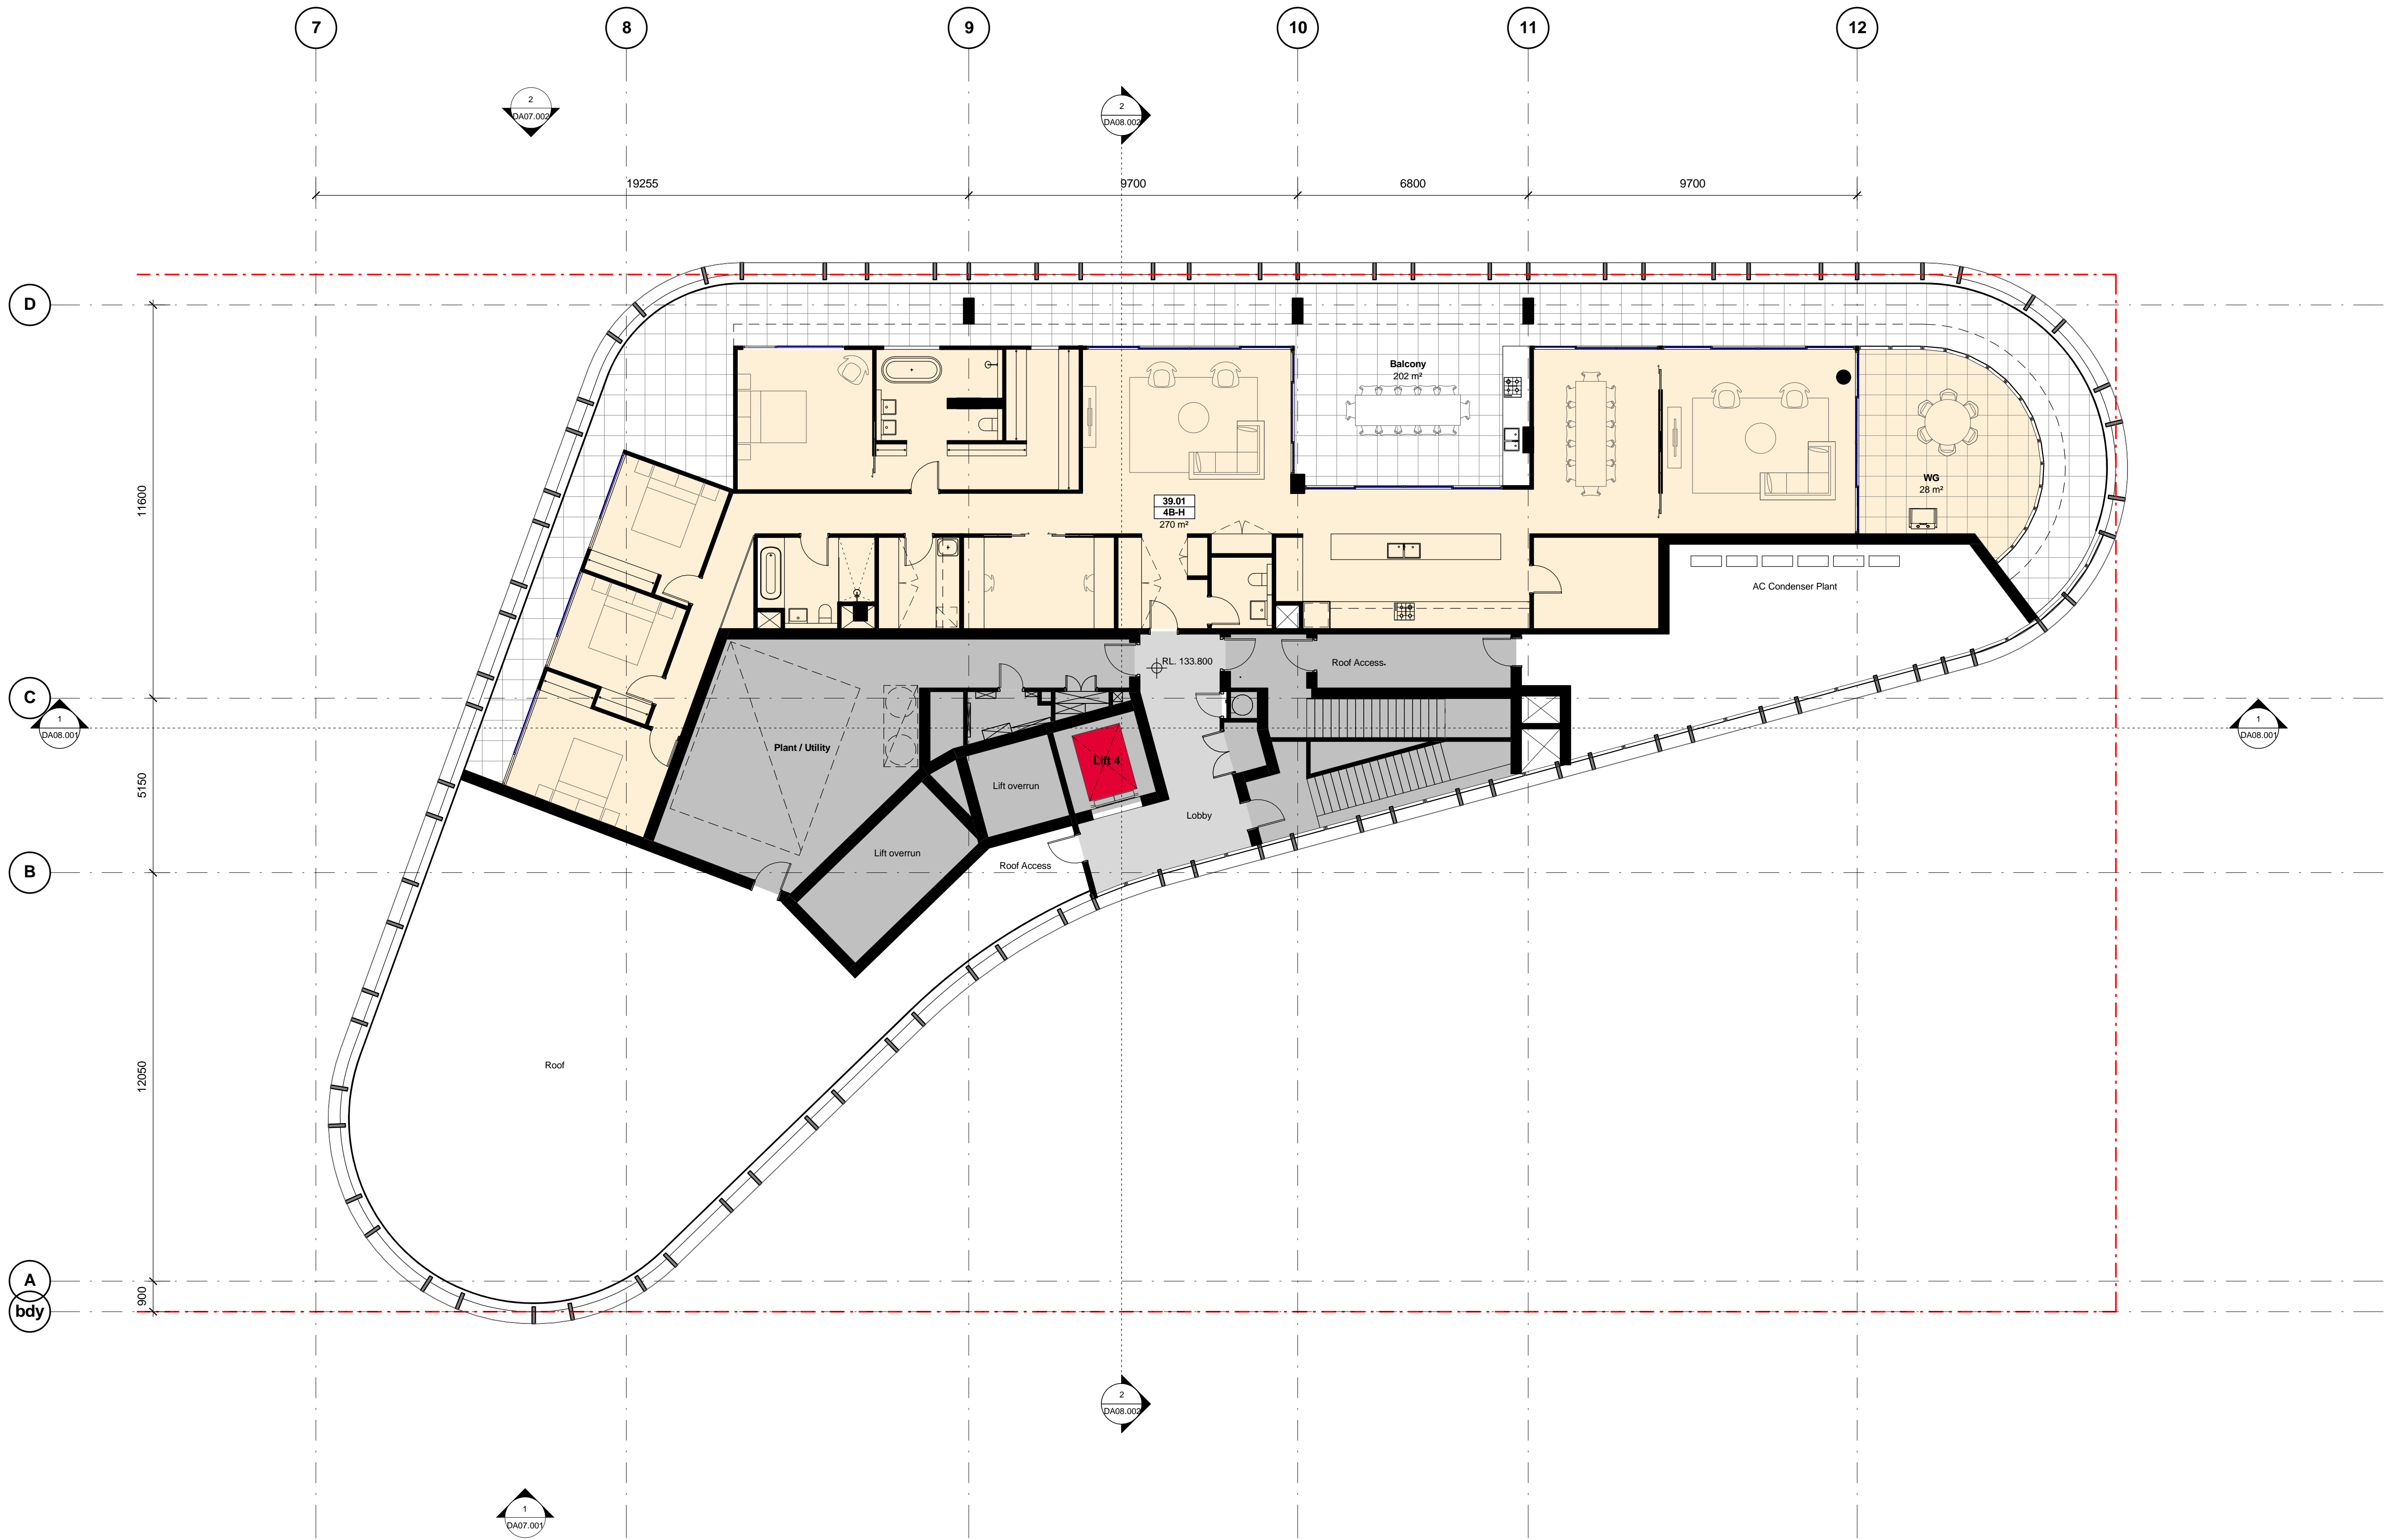 7
8
9
10
11
12
2
DA07.002
2
DA08.002
19255
9700
6800
9700
D
Balcony
202 m²
WG
28 m²
11600
39.01
4B-H
270 m²
AC Condenser Plant
RL. 133.800
Roof Access
C
1
DA08.001
Plant / Utility
1
DA08.001
Lift 4
Lift overrun
5150
Lobby
Lift overrun
Roof Access
B
Roof
12050
A
900
bdy
2
DA08.002
1
DA07.001